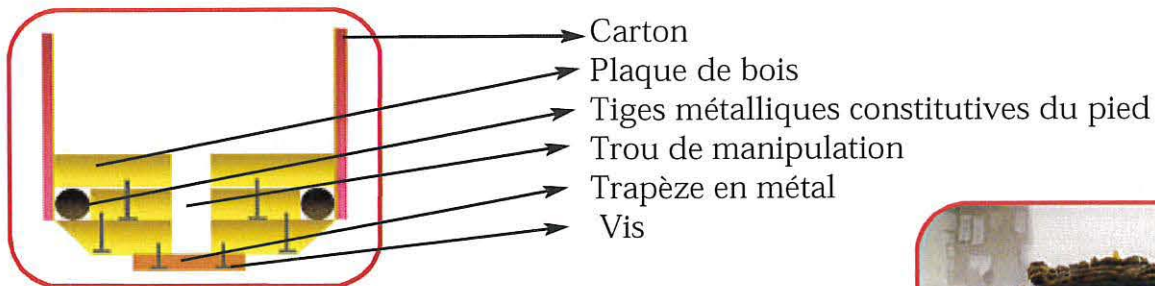 Carton
Plaque de bois
Tiges métalliques constitutives du pied
Trou de manipulation
Trapèze en métal
Vis